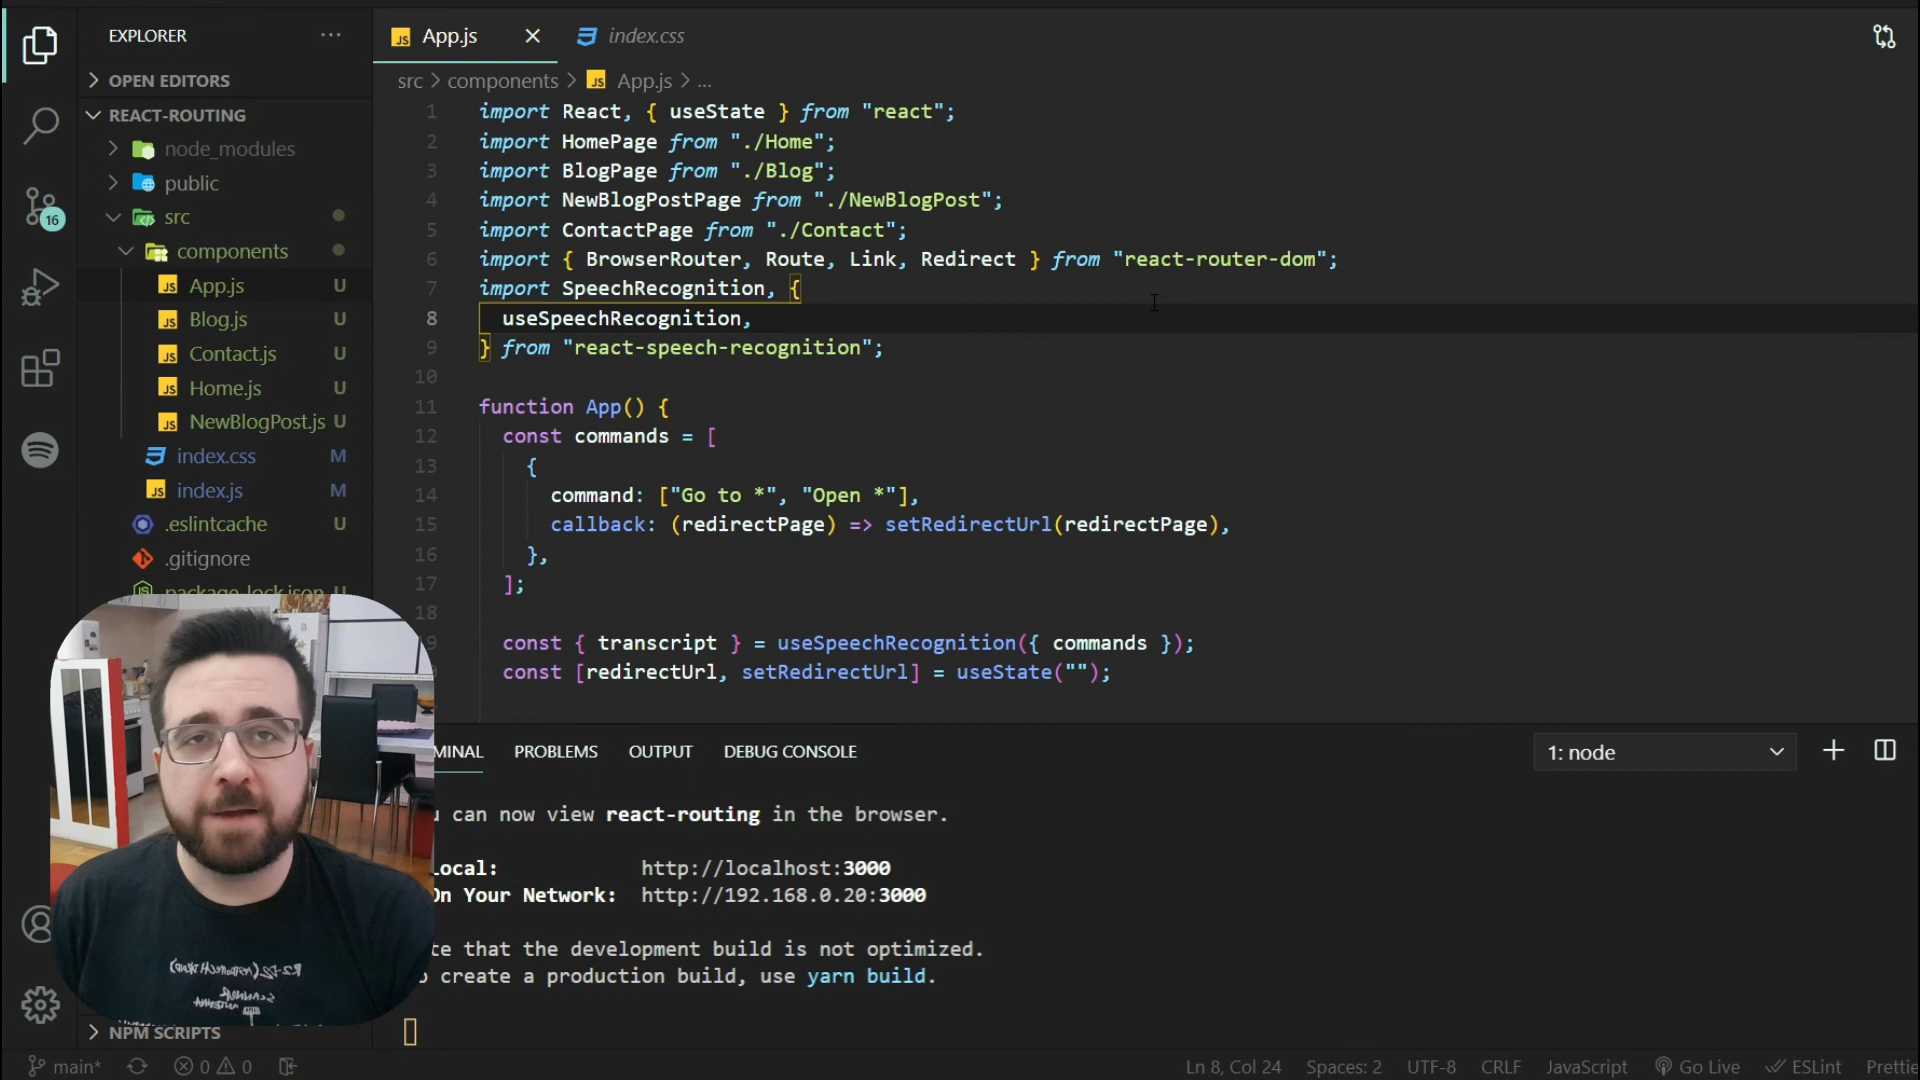 EXPLORER
App.js
index.css
OPEN EDITORS
src > components > App.js > ...
REACT-ROUTING
node_modules
public
src
components
App.js U
Blog.js U
Contact.js U
Home.js U
NewBlogPost.js U
index.css M
index.js M
.eslintcache U
.gitignore
package-lock.json U
NPM SCRIPTS
16
1 import React, { useState } from "react";
2 import HomePage from "./Home";
3 import BlogPage from "./Blog";
4 import NewBlogPostPage from "./NewBlogPost";
5 import ContactPage from "./Contact";
6 import { BrowserRouter, Route, Link, Redirect } from "react-router-dom";
7 import SpeechRecognition, {
8 useSpeechRecognition,
9 } from "react-speech-recognition";
10
11 function App() {
12 const commands = [
13 {
14 command: ["Go to *", "Open *"],
15 callback: (redirectPage) => setRedirectUrl(redirectPage),
16 },
17 ];
18
9 const { transcript } = useSpeechRecognition({ commands });
const [redirectUrl, setRedirectUrl] = useState("");
MINAL PROBLEMS OUTPUT DEBUG CONSOLE 1: node
can now view react-routing in the browser.
Local: http://localhost:3000
On Your Network: http://192.168.0.20:3000
te that the development build is not optimized.
create a production build, use yarn build.
main* 0 0 Ln 8, Col 24 Spaces: 2 UTF-8 CRLF JavaScript Go Live ESLint Prettie